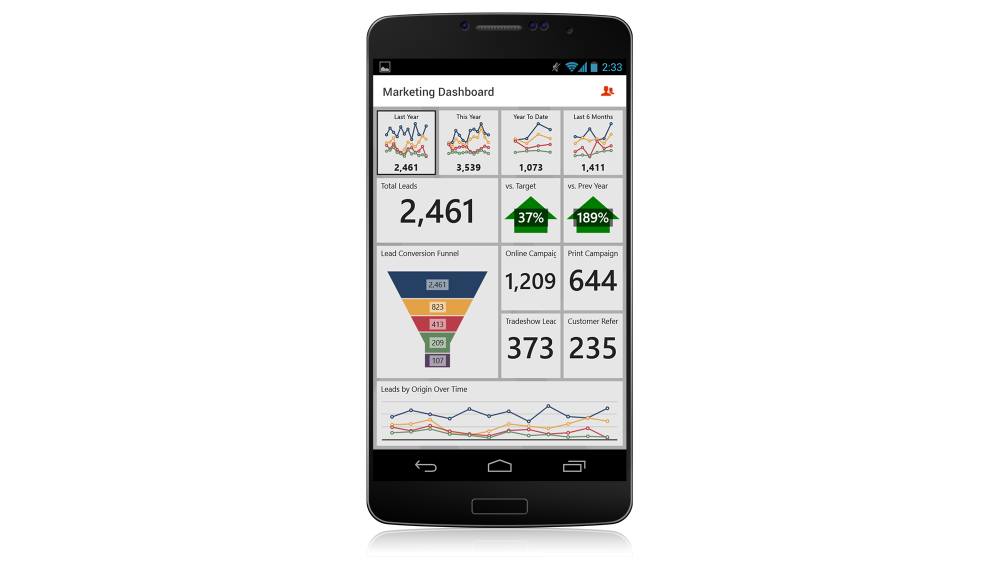 2:33
Marketing Dashboard
Last Year
This Year
Year To Date
Last 6 Months
2,461
3,539
1,073
1,411
Total Leads
2,461
vs. Target
37%
vs. Prev Year
189%
Lead Conversion Funnel
2,461
823
413
209
107
Online Campaig
1,209
Print Campaign
644
Tradeshow Leac
373
Customer Refer
235
Leads by Origin Over Time